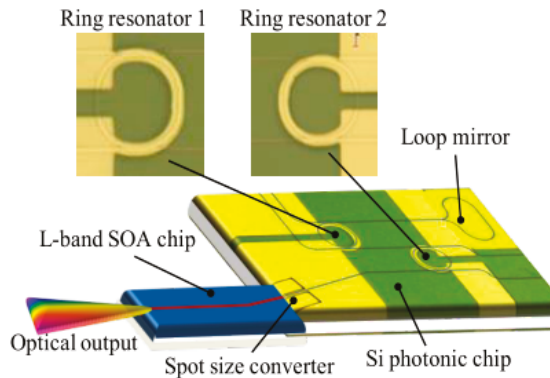 Ring resonator 1
Ring resonator 2
Loop mirror
L-band SOA chip
Optical output
Spot size converter
Si photonic chip